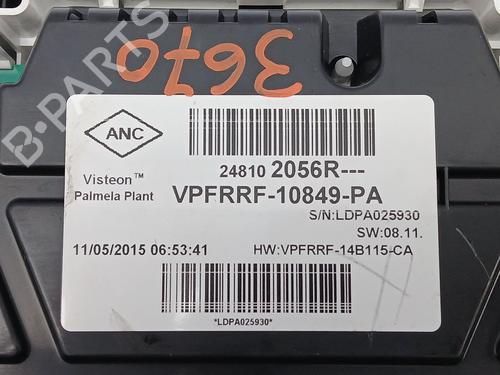 3670
B-PARTS
ANC
24810 2056R---
Visteon™
Palmela Plant
VPFRRF-10849-PA
S/N:LDPA025930
SW:08.11.
11/05/2015 06:53:41
HW:VPFRRF-14B115-CA
*LDPA025930*